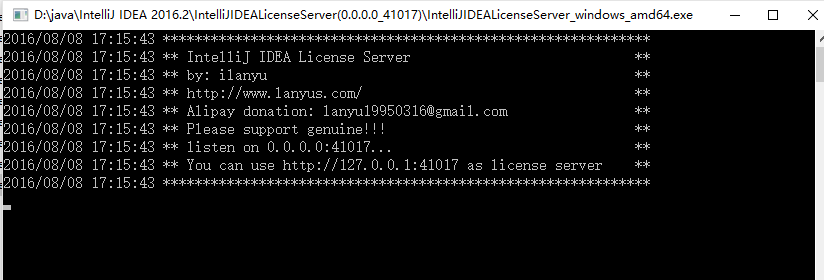 D:\java\IntelliJ IDEA 2016.2\IntelliJIDEALicenseServer(0.0.0.0_41017)\IntelliJIDEALicenseServer_windows_amd64.exe
2016/08/08 17:15:43 *************************************************************
2016/08/08 17:15:43 ** IntelliJ IDEA License Server                            **
2016/08/08 17:15:43 ** by: ilanyu                                              **
2016/08/08 17:15:43 ** http://www.lanyus.com/                                  **
2016/08/08 17:15:43 ** Alipay donation: lanyu19950316@gmail.com                **
2016/08/08 17:15:43 ** Please support genuine!!!                               **
2016/08/08 17:15:43 ** listen on 0.0.0.0:41017...                              **
2016/08/08 17:15:43 ** You can use http://127.0.0.1:41017 as license server    **
2016/08/08 17:15:43 *************************************************************